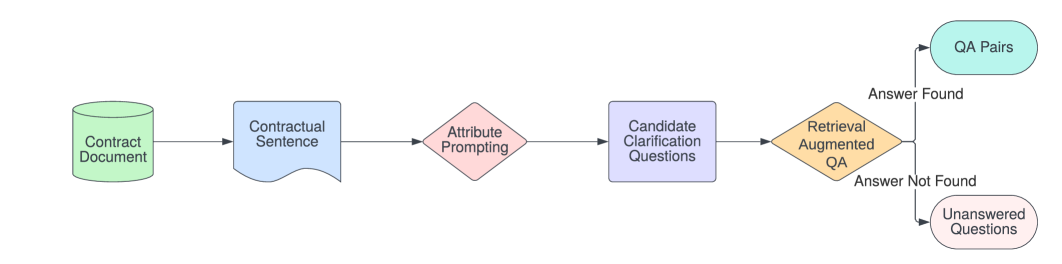 Contract
Document
Contractual
Sentence
Attribute
Prompting
Candidate
Clarification
Questions
Retrieval
Augmented
QA
Answer Found
QA Pairs
Answer Not Found
Unanswered
Questions